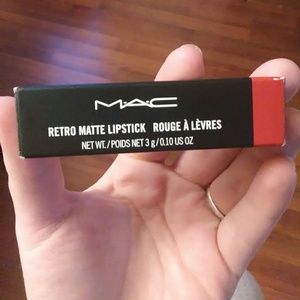 M·A·C
RETRO MATTE LIPSTICK ROUGE À LÈVRES
NET WT. / POIDS NET 3 g / 0.10 US OZ